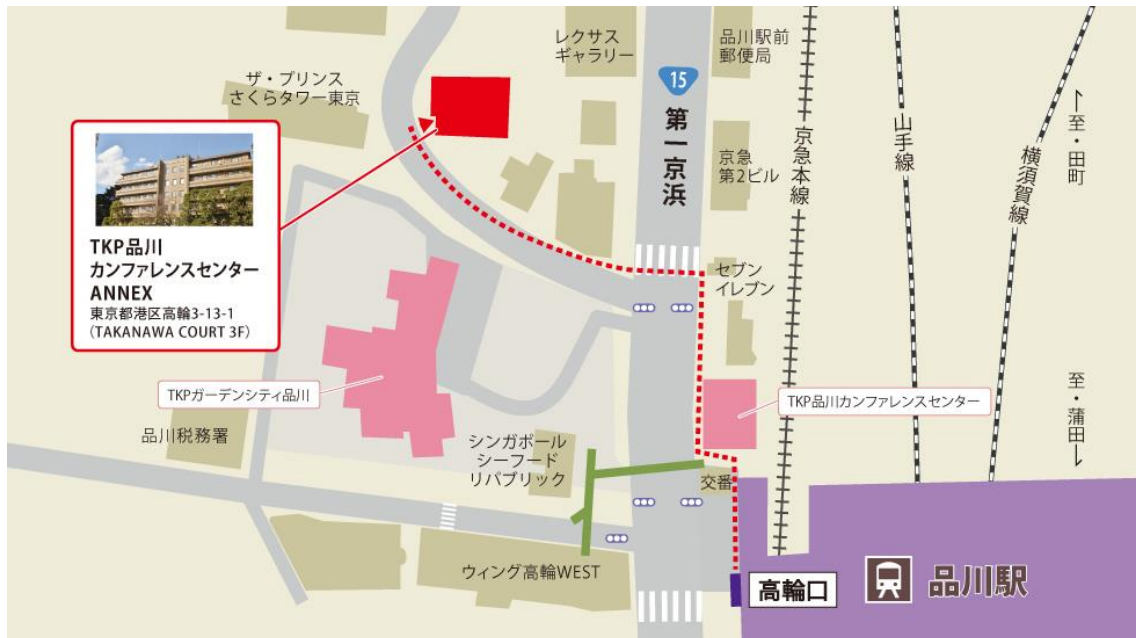 レクサス
ギャラリー
品川駅前
郵便局
15
第一京浜
ザ・プリンス
さくらタワー東京
京急
第2ビル
京急本線
山手線
横須賀線
↑至・田町
TKP品川
カンファレンスセンター
ANNEX
東京都港区高輪3-13-1
(TAKANAWA COURT 3F)
セブン
イレブン
TKPガーデンシティ品川
TKP品川カンファレンスセンター
至・蒲田↓
品川税務署
シンガポール
シーフード
リパブリック
交番
ウィング高輪WEST
高輪口
品川駅